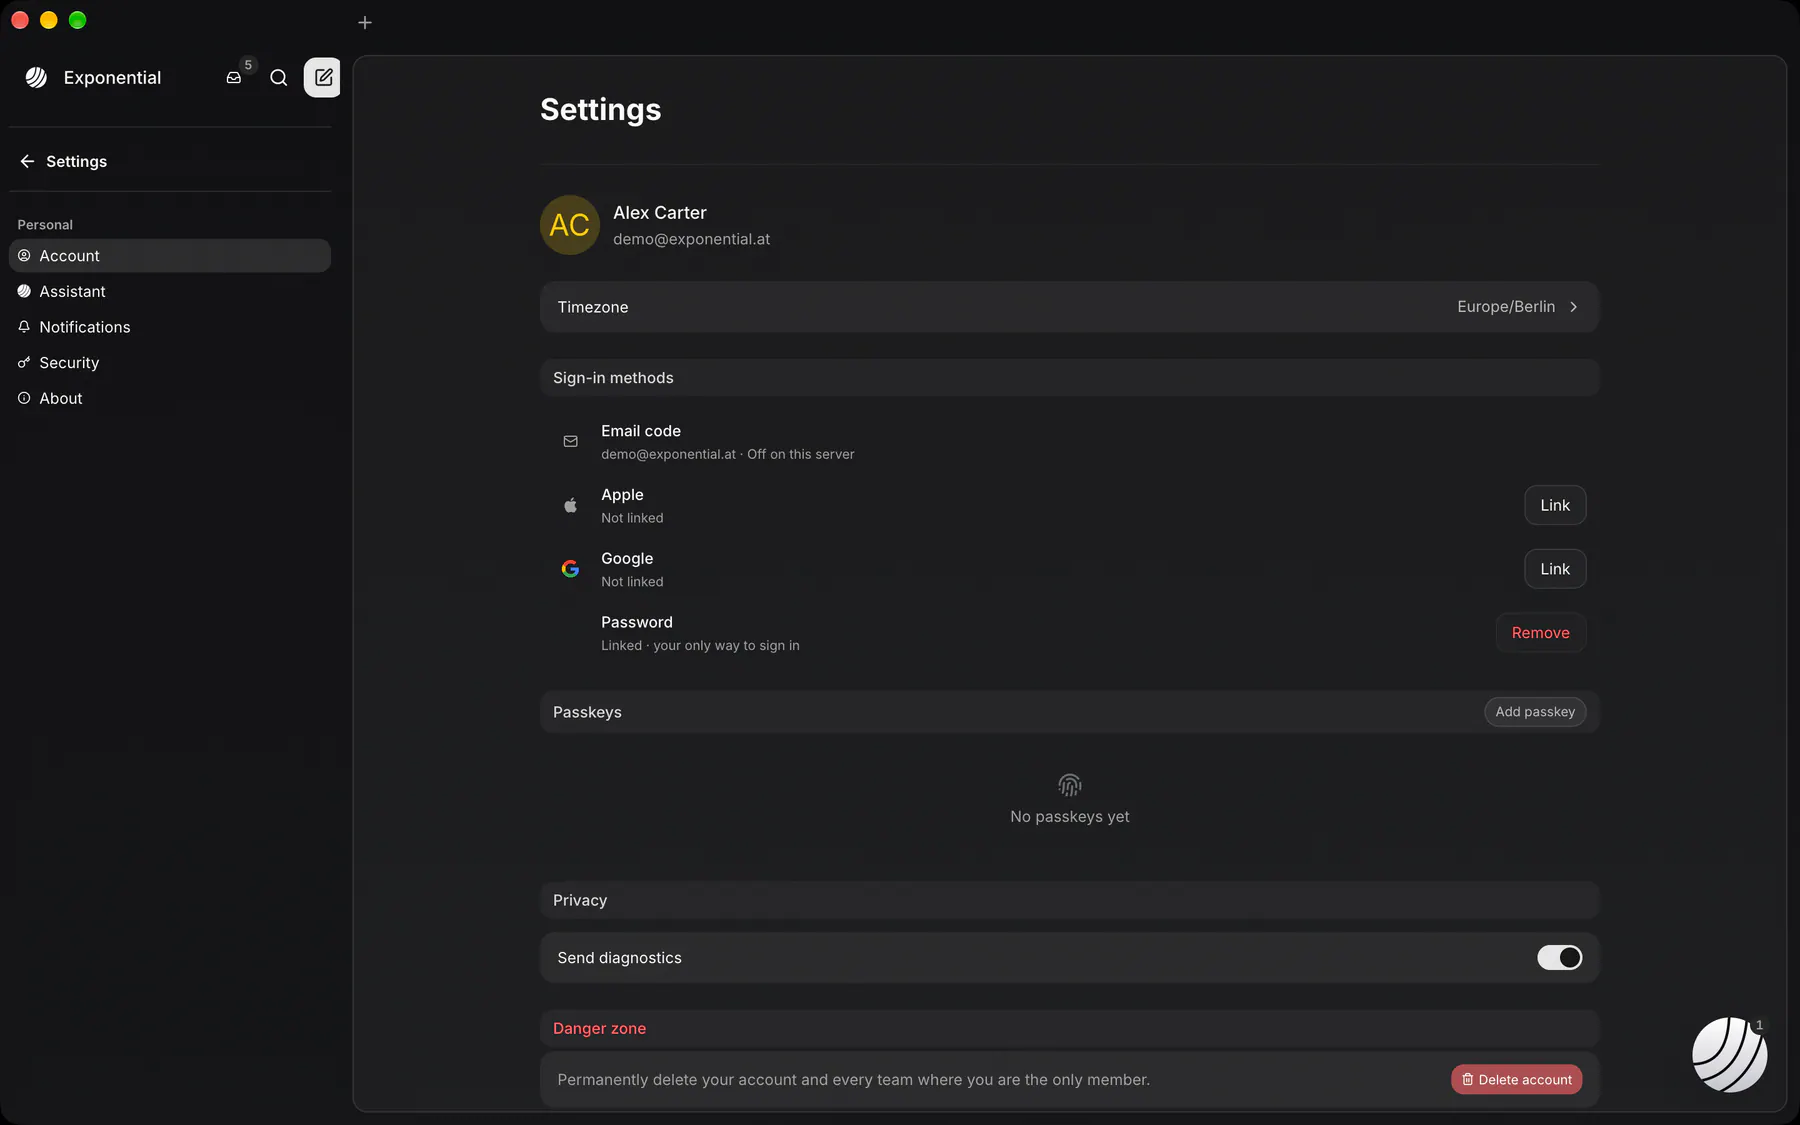 Exponential
5
Settings
Personal
Account
Assistant
Notifications
Security
About
Settings
AC
Alex Carter
demo@exponential.at
Timezone
Europe/Berlin
Sign-in methods
Email code
demo@exponential.at · Off on this server
Apple
Not linked
Link
Google
Not linked
Link
Password
Linked · your only way to sign in
Remove
Passkeys
Add passkey
No passkeys yet
Privacy
Send diagnostics
Danger zone
Permanently delete your account and every team where you are the only member.
Delete account
1